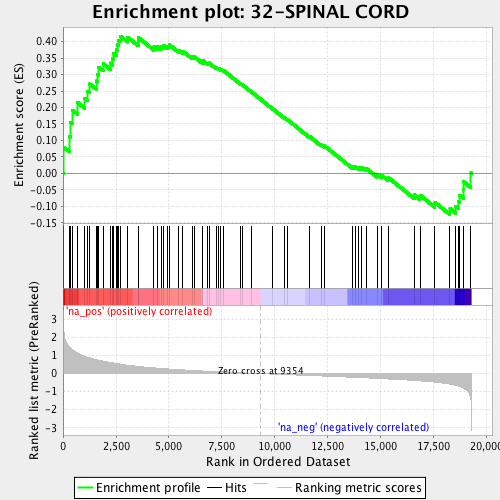 Enrichment plot: 32-SPINAL CORD
Enrichment score (ES)
0.40
0.35
0.30
0.25
0.20
0.15
0.10
0.05
0.00
-0.05
-0.10
-0.15
'na_pos' (positively correlated)
Ranked list metric (PreRanked)
3
2
1
0
-1
-2
-3
Zero cross at 9354
'na_neg' (negatively correlated)
0 2,500 5,000 7,500 10,000 12,500 15,000 17,500 20,000
Rank in Ordered Dataset
Enrichment profile Hits Ranking metric scores